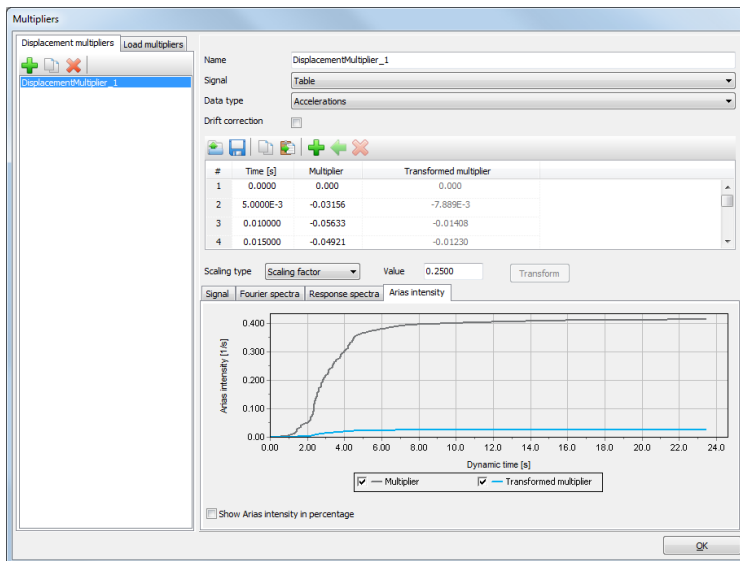 Multipliers
Displacement multipliers Load multipliers
DisplacementMultiplier_1
Name DisplacementMultiplier_1
Signal Table
Data type Accelerations
Drift correction
# Time [s] Multiplier Transformed multiplier
1 0.0000 0.000 0.000
2 5.0000E-3 -0.03156 -7.889E-3
3 0.010000 -0.05633 -0.01408
4 0.015000 -0.04921 -0.01230
Scaling type Scaling factor Value 0.2500 Transform
Signal Fourier spectra Response spectra Arias intensity
Arias intensity [1/s]
0.400
0.300
0.200
0.100
0.00
0.00 2.00 4.00 6.00 8.00 10.0 12.0 14.0 16.0 18.0 20.0 22.0 24.0
Dynamic time [s]
Multiplier Transformed multiplier
Show Arias intensity in percentage
OK